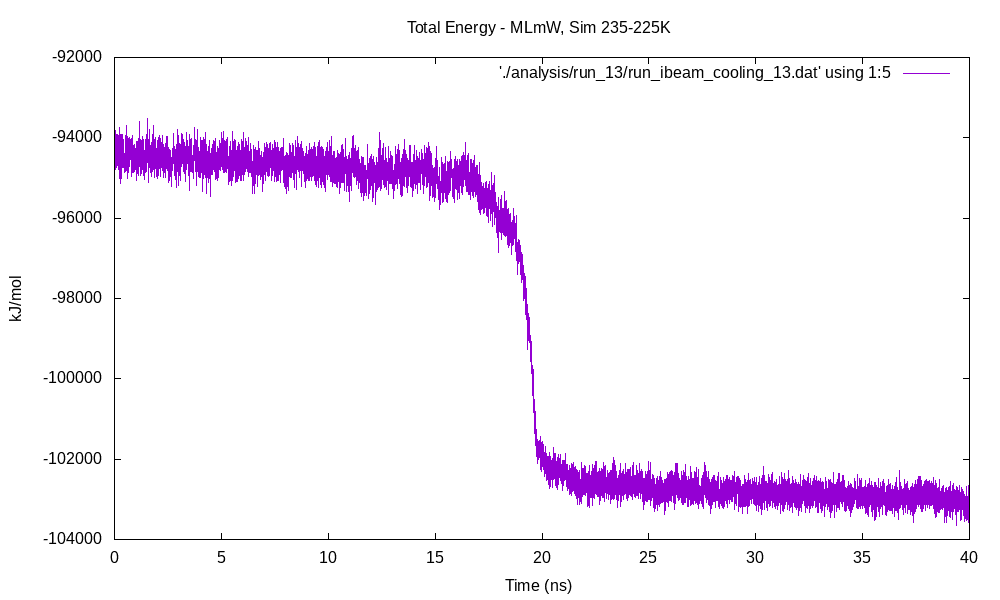 Total Energy - MLmW, Sim 235-225K
-92000
'./analysis/run_13/run_ibeam_cooling_13.dat' using 1:5
-94000
-96000
-98000
-100000
-102000
-104000
kJ/mol
0 5 10 15 20 25 30 35 40
Time (ns)